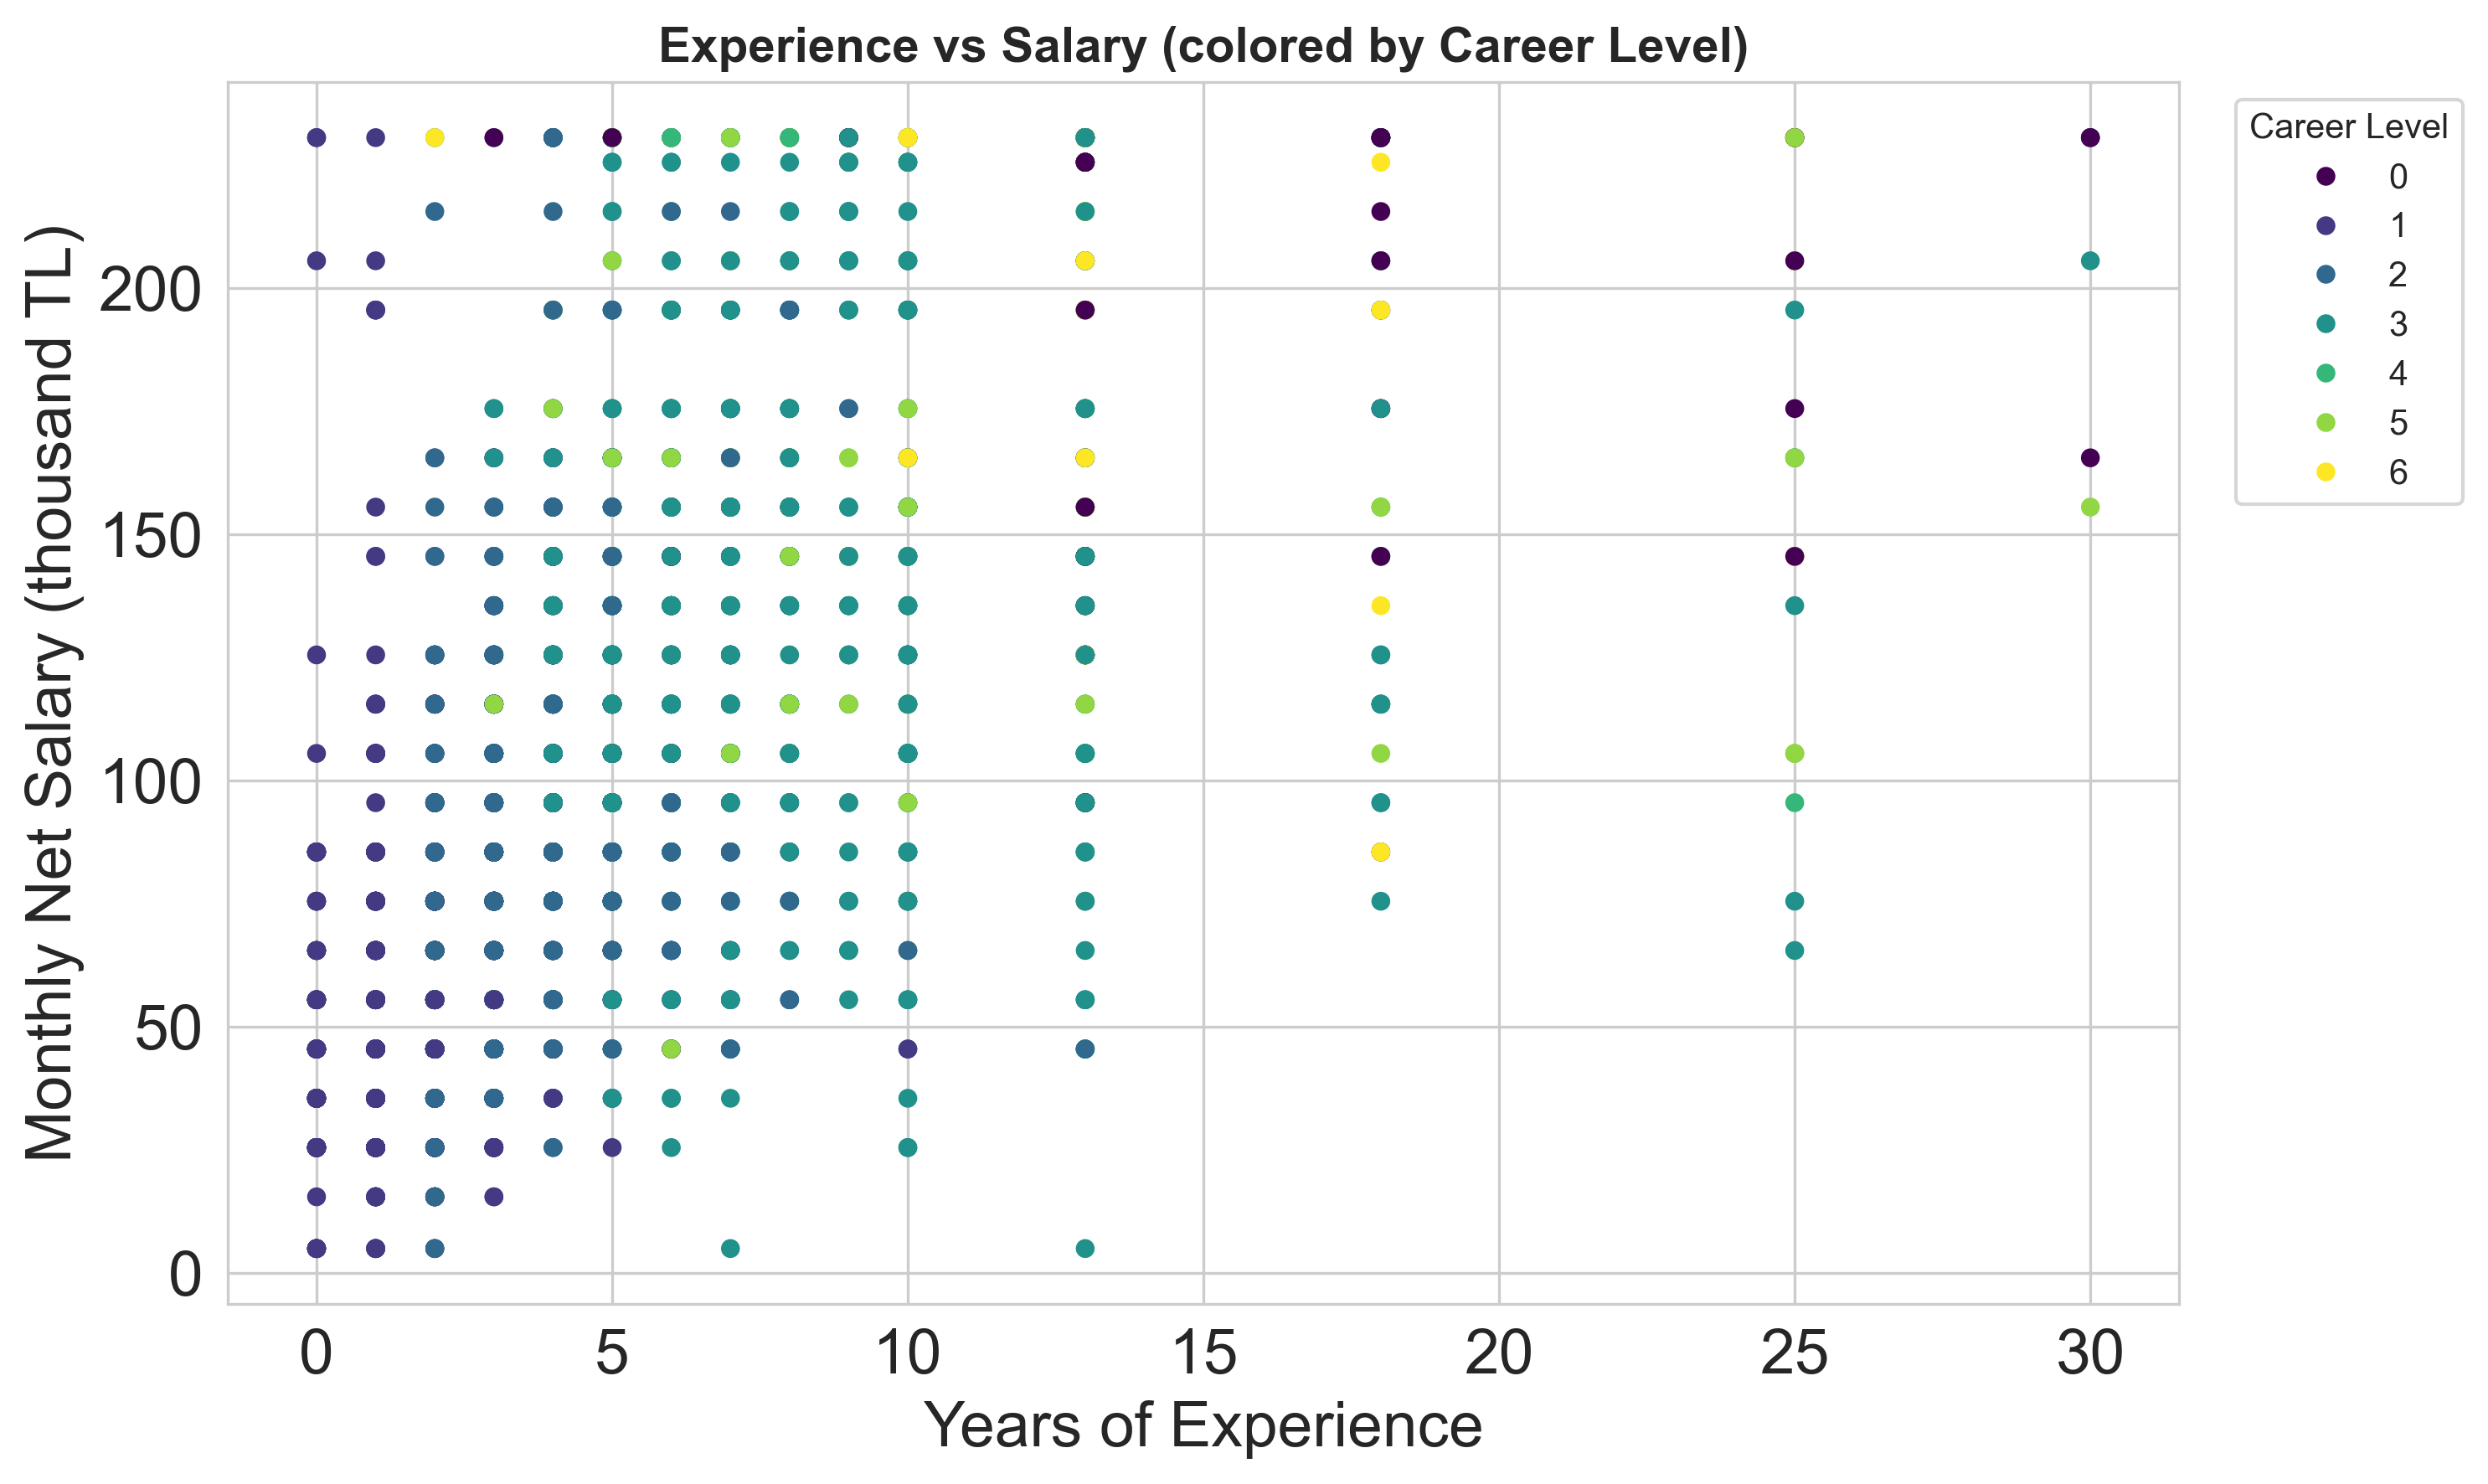 Experience vs Salary (colored by Career Level)
Monthly Net Salary (thousand TL)
200
150
100
50
0
0 5 10 15 20 25 30
Years of Experience
Career Level
0
1
2
3
4
5
6